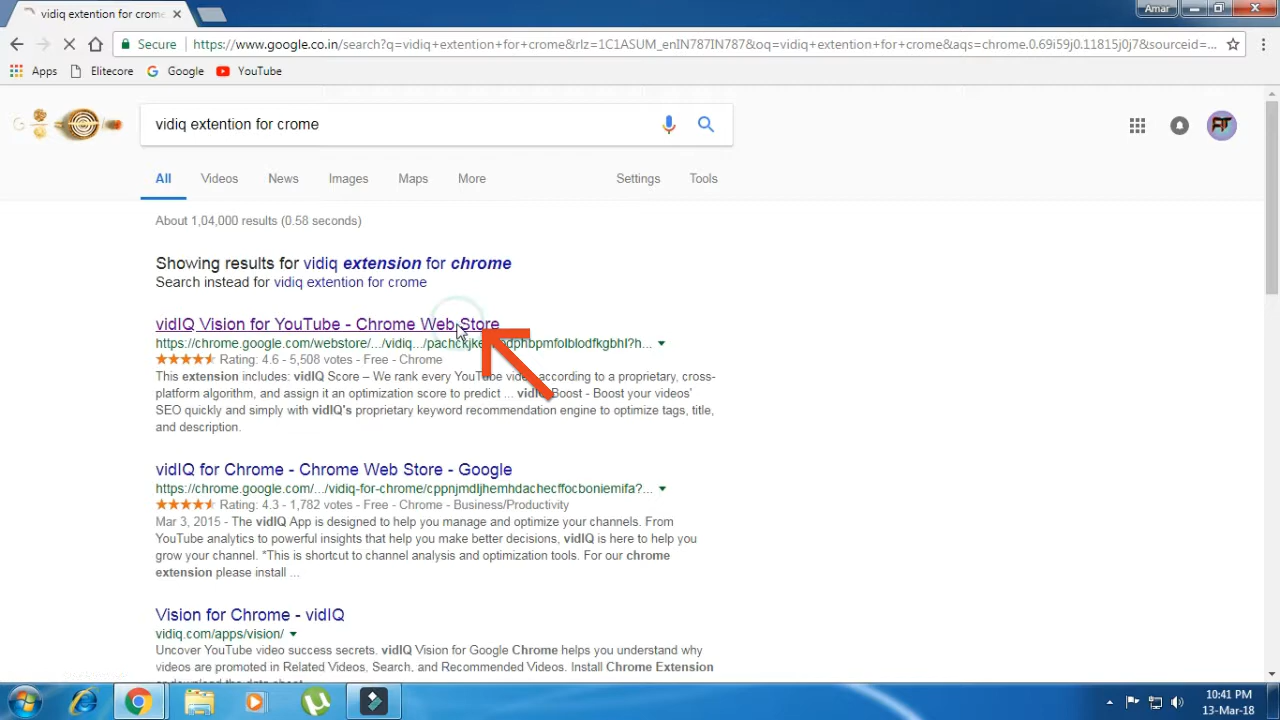 vidiq extention for crome
Amar
Secure
https://www.google.co.in/search?q=vidiq+extention+for+crome&rlz=1C1ASUM_enIN787IN787&oq=vidiq+extention+for+crome&aqs=chrome.0.69i59j0.11815j0j7&sourceid=...
Apps Elitecore Google YouTube
vidiq extention for crome
All Videos News Images Maps More Settings Tools
About 1,04,000 results (0.58 seconds)
Showing results for vidiq extension for chrome
Search instead for vidiq extention for crome
vidIQ Vision for YouTube - Chrome Web Store
https://chrome.google.com/webstore/.../vidiq...
Rating: 4.6 - 5,508 votes - Free - Chrome
This extension includes: vidIQ Score – We rank every YouTube according to a proprietary, cross-
platform algorithm, and assign it an optimization score to predict ... Boost - Boost your videos'
SEO quickly and simply with vidIQ's proprietary keyword recommendation engine to optimize tags, title,
and description.
vidIQ for Chrome - Chrome Web Store - Google
https://chrome.google.com/.../vidiq-for-chrome/cppnjmdljhemhdachecffocboniemifa?...
Rating: 4.3 - 1,782 votes - Free - Chrome - Business/Productivity
Mar 3, 2015 - The vidIQ App is designed to help you manage and optimize your channels. From
YouTube analytics to powerful insights that help you make better decisions, vidIQ is here to help you
grow your channel. *This is shortcut to channel analysis and optimization tools. For our chrome
extension please install ...
Vision for Chrome - vidIQ
vidiq.com/apps/vision/
Uncover YouTube video success secrets. vidIQ Vision for Google Chrome helps you understand why
videos are promoted in Related Videos, Search, and Recommended Videos. Install Chrome Extension
10:41 PM
13-Mar-18